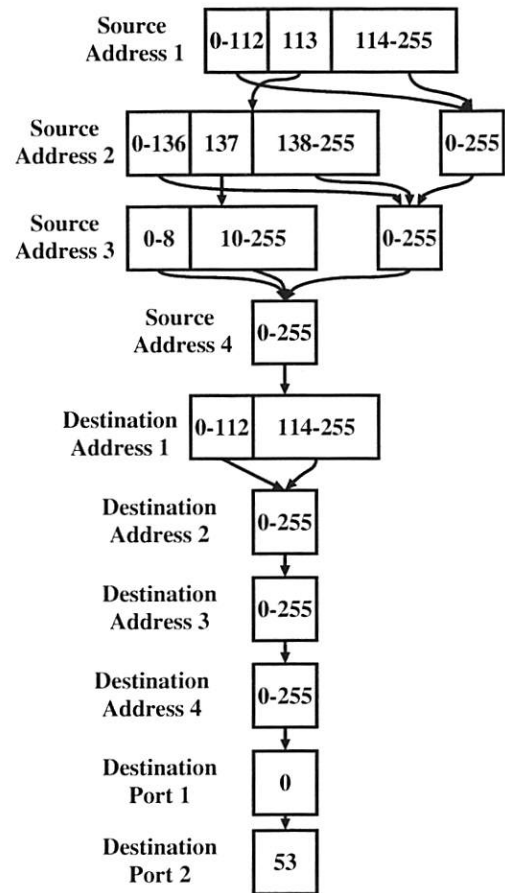 Source
Address 1
0-112 113 114-255
Source
Address 2
0-136 137 138-255 0-255
Source
Address 3
0-8 10-255 0-255
Source
Address 4
0-255
Destination
Address 1
0-112 114-255
Destination
Address 2
0-255
Destination
Address 3
0-255
Destination
Address 4
0-255
Destination
Port 1
0
Destination
Port 2
53